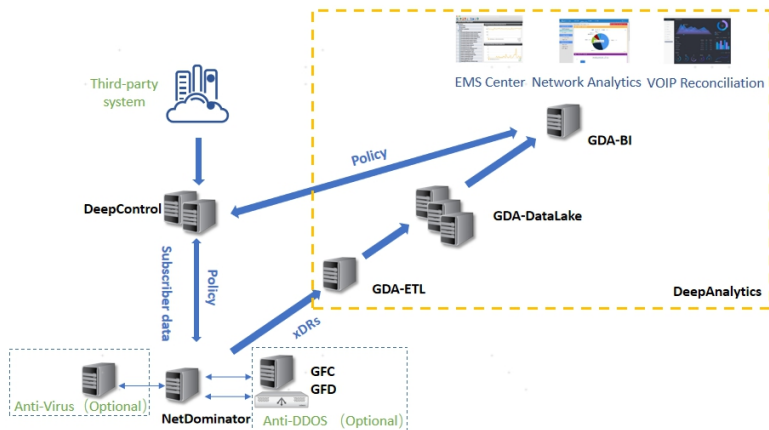 EMS Center
Network Analytics
VOIP Reconciliation
Third-party
system
GDA-BI
Policy
DeepControl
GDA-DataLake
Subscriber data
Policy
GDA-ETL
DeepAnalytics
xDRs
GFC
GFD
Anti-Virus（Optional）
NetDominator
Anti-DDOS （Optional）